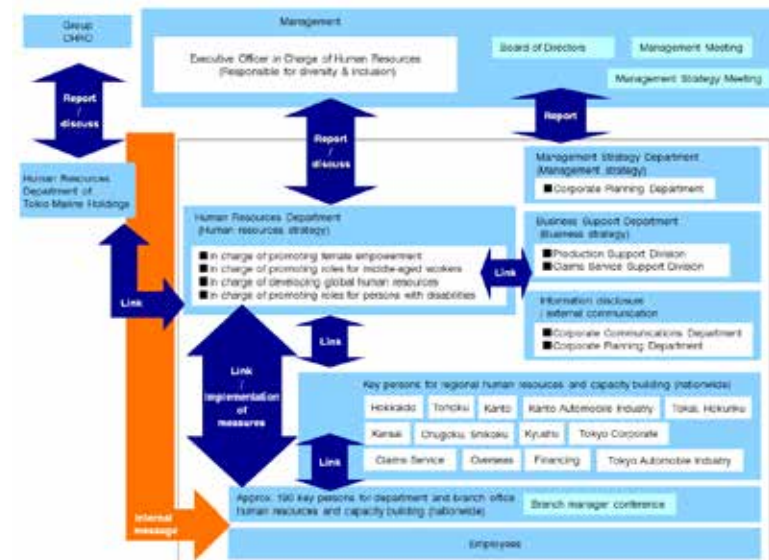 Group
CHRO
Management
Executive Officer in Charge of Human Resources
(Responsible for diversity & inclusion)
Board of Directors
Management Meeting
Management Strategy Meeting
Report
/
discuss
Report
/
discuss
Report
Human Resources
Department of
Tokio Marine Holdings
Link
Human Resources Department
(Human resources strategy)
■In charge of promoting female empowerment
■In charge of promoting roles for middle-aged workers
■In charge of developing global human resources
■In charge of promoting roles for persons with disabilities
Link
Management Strategy Department
(Management strategy)
■Corporate Planning Department
Business Support Department
(Business strategy)
■Production Support Division
■Claims Service Support Division
Information disclosure
/ external communication
■Corporate Communications Department
■Corporate Planning Department
Link
/
implementation
of
measures
Link
Key persons for regional human resources and capacity building (nationwide)
Hokkaido
Tohoku
Kanto
Kanto Automobile Industry
Tokai, Hokuriku
Kansai
Chugoku, Shikoku
Kyushu
Tokyo Corporate
Claims Service
Overseas
Financing
Tokyo Automobile Industry
Link
Internal
message
Approx. 190 key persons for department and branch office
human resources and capacity building (nationwide)
Branch manager conference
Employees